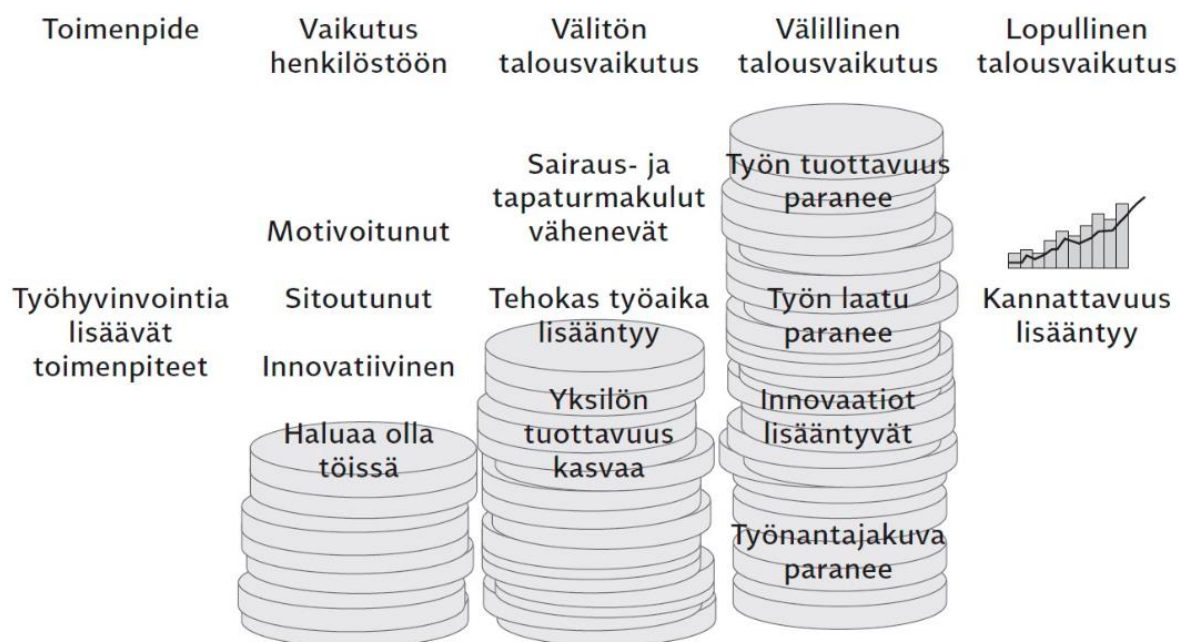 Toimenpide
Vaikutus
henkilöstöön
Välitön
talousvaikutus
Välillinen
talousvaikutus
Lopullinen
talousvaikutus
Työhyvinvointia
lisäävät
toimenpiteet
Motivoitunut
Sitoutunut
Innovatiivinen
Haluaa olla
töissä
Sairaus- ja
tapaturmakulut
vähenevät
Tehokas työaika
lisääntyy
Yksilön
tuottavuus
kasvaa
Työn tuottavuus
paranee
Työn laatu
paranee
Innovaatiot
lisääntyvät
Työnantajakuva
paranee
Kannattavuus
lisääntyy